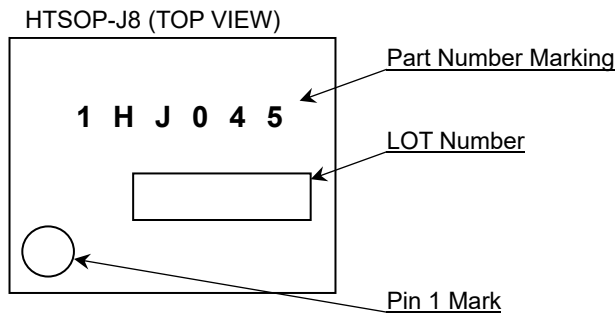 HTSOP-J8 (TOP VIEW)
Part Number Marking
1 H J 0 4 5
LOT Number
Pin 1 Mark